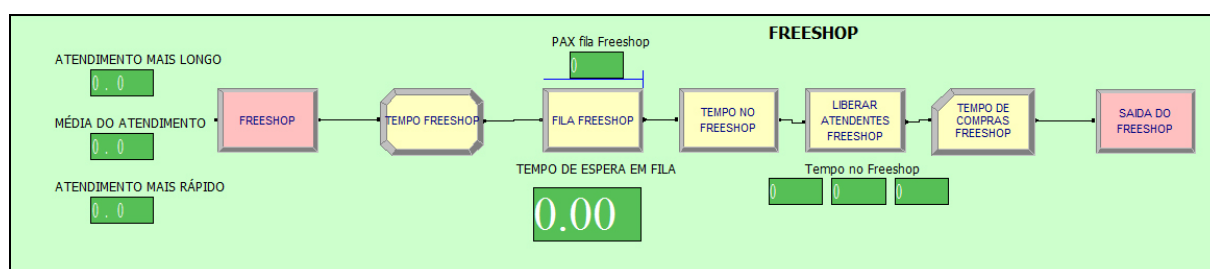 FREESHOP
PAX fila Freeshop
0
ATENDIMENTO MAIS LONGO
0.0
MÉDIA DO ATENDIMENTO
0.0
ATENDIMENTO MAIS RÁPIDO
0.0
FREESHOP
TEMPO FREESHOP
FILA FREESHOP
TEMPO NO
FREESHOP
LIBERAR
ATENDENTES
FREESHOP
TEMPO DE
COMPRAS
FREESHOP
SAIDA DO
FREESHOP
TEMPO DE ESPERA EM FILA
0.00
Tempo no Freeshop
0 0 0